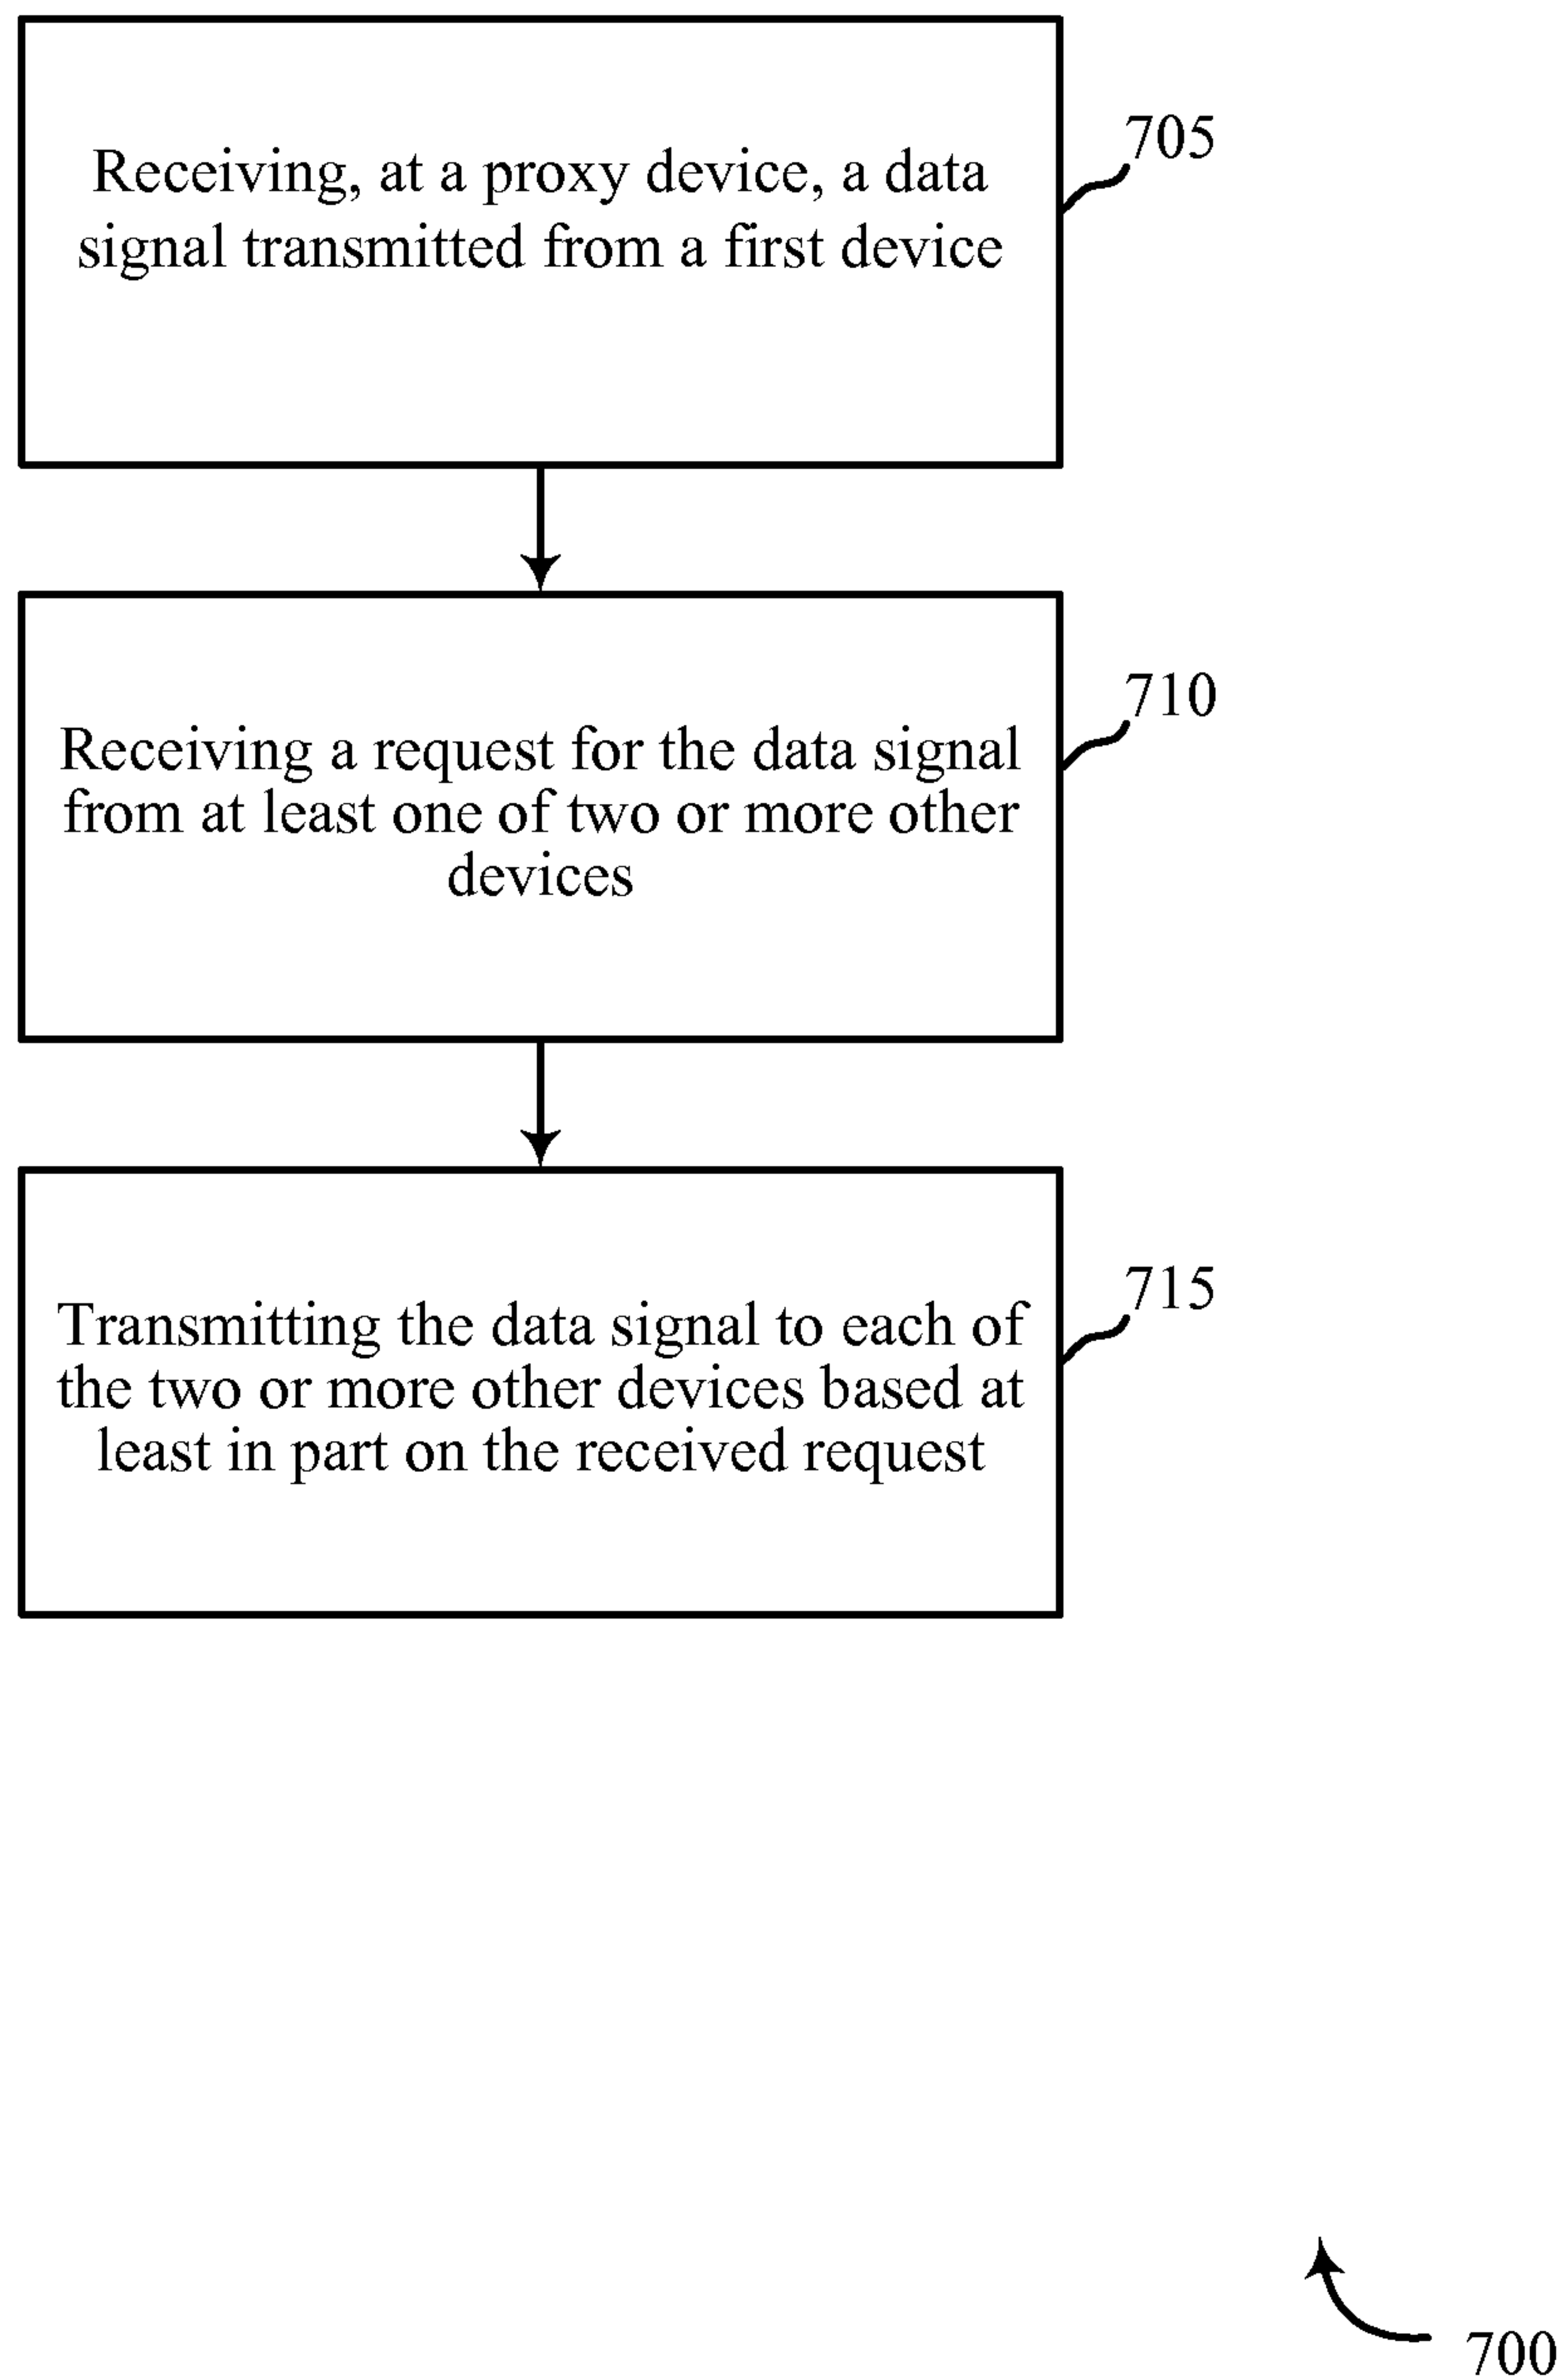 Receiving, at a proxy device, a data
signal transmitted from a first device
705
Receiving a request for the data signal
from at least one of two or more other
devices
710
Transmitting the data signal to each of
the two or more other devices based at
least in part on the received request
715
700